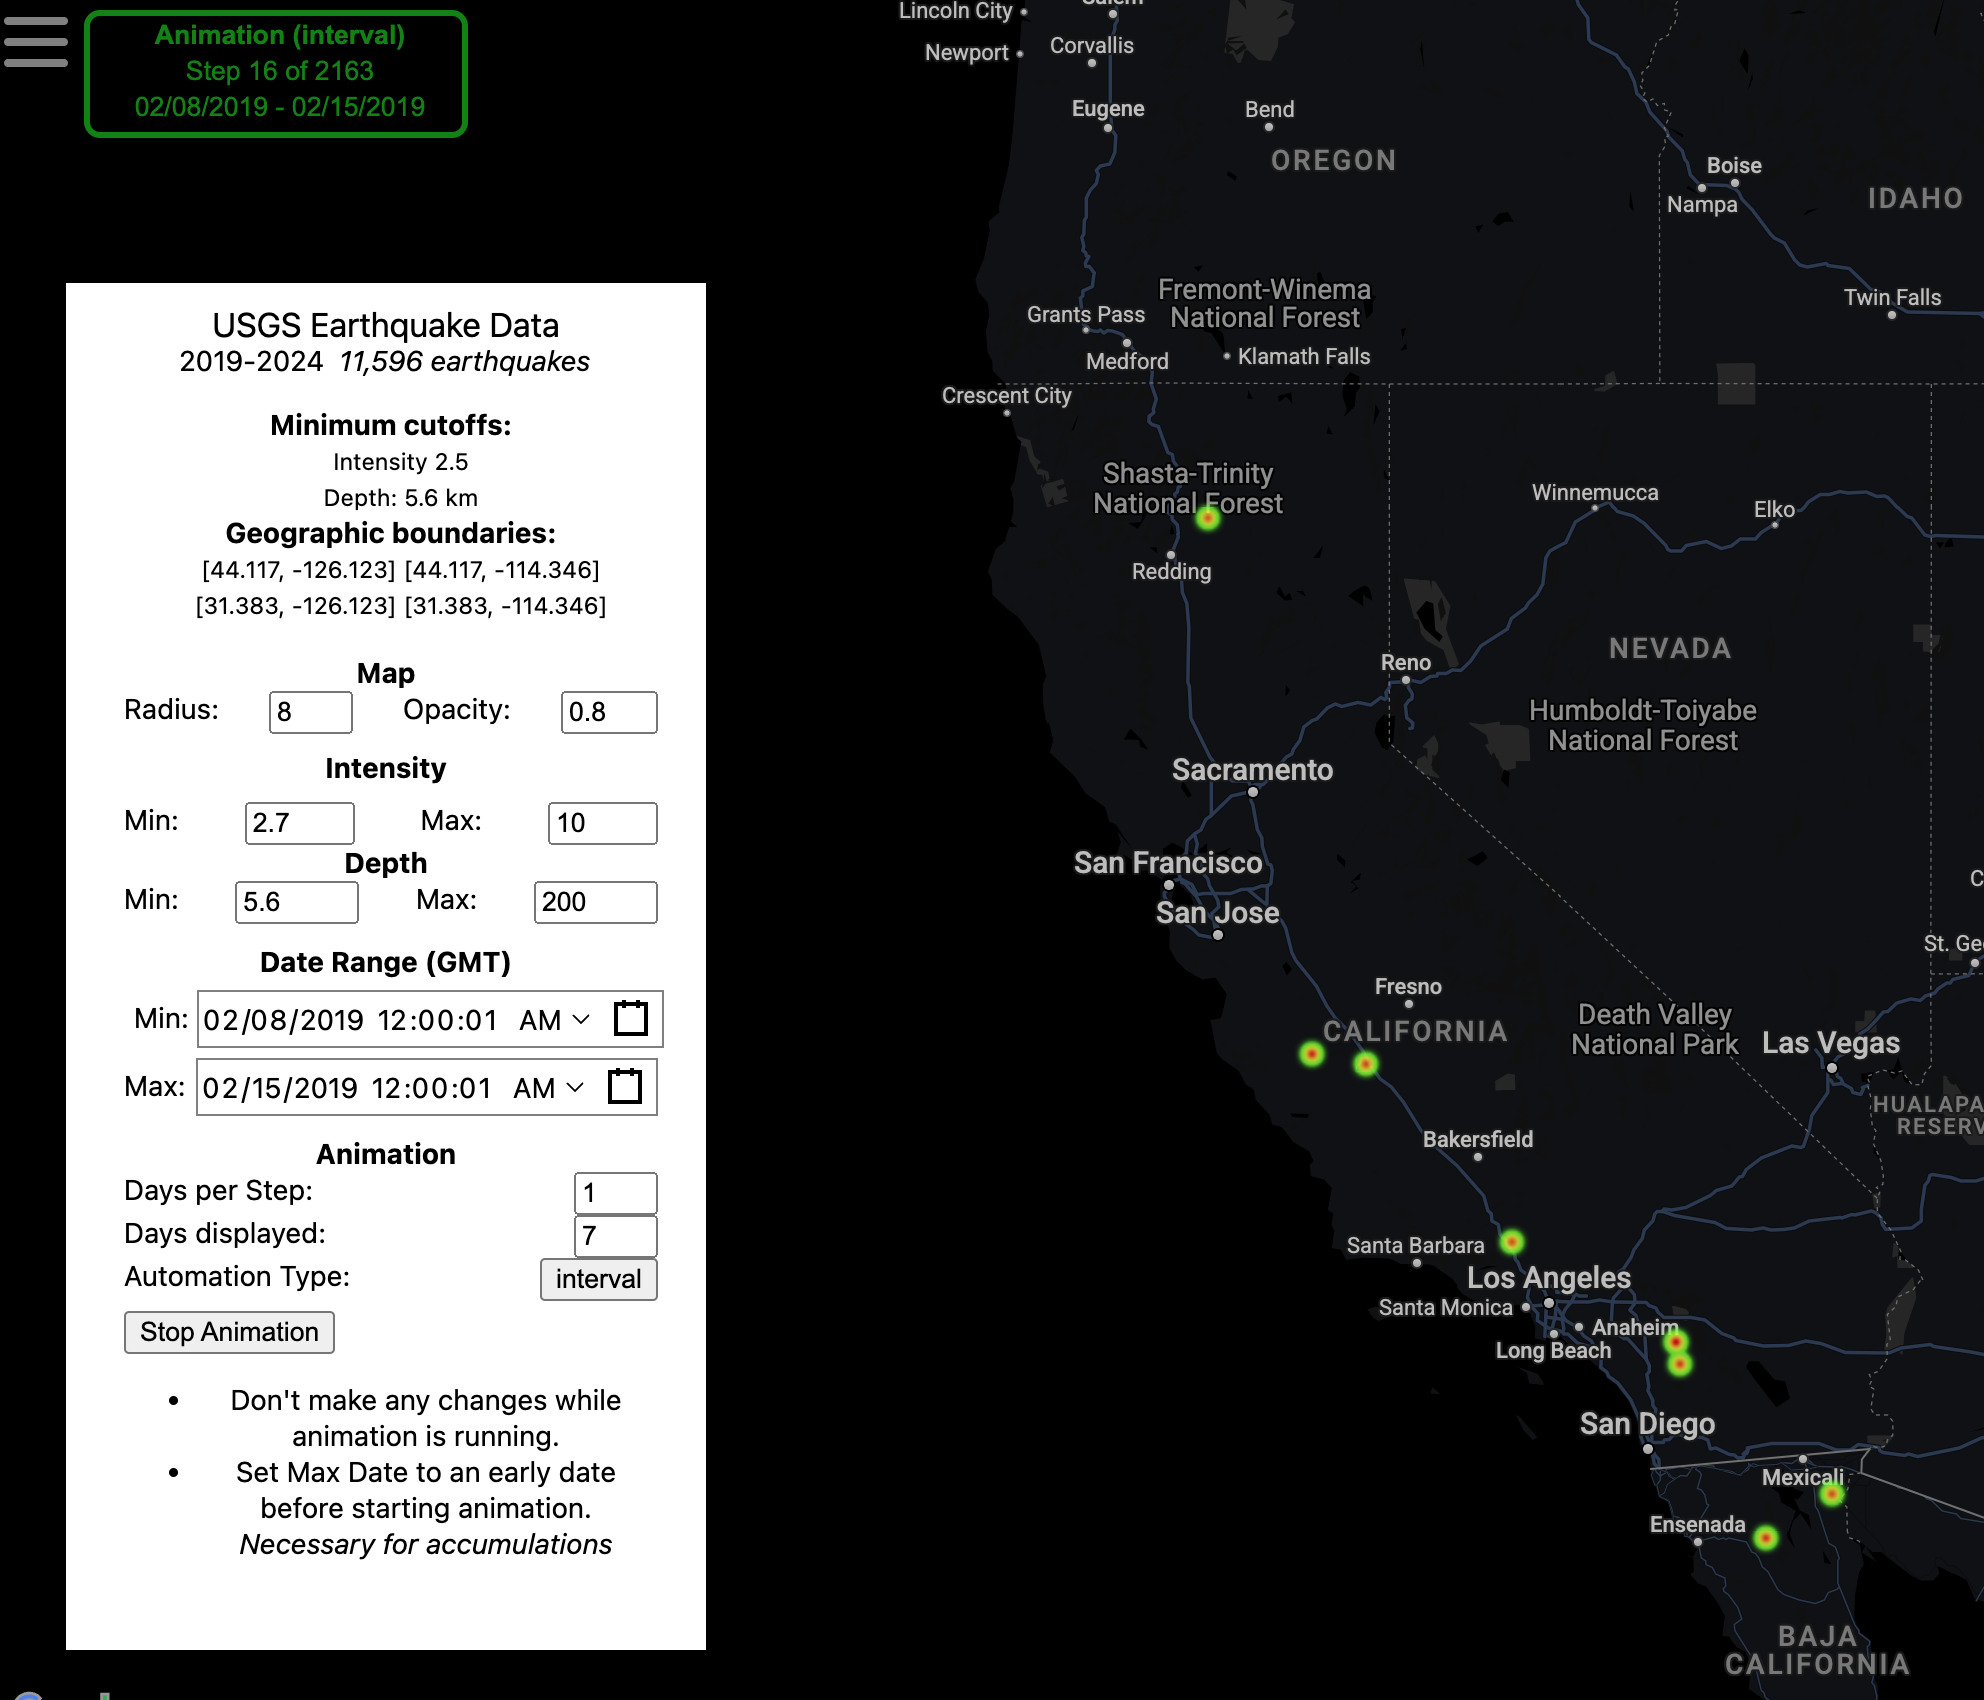 Animation (interval)
Step 16 of 2163
02/08/2019 - 02/15/2019
USGS Earthquake Data
2019-2024 11,596 earthquakes
Minimum cutoffs:
Intensity 2.5
Depth: 5.6 km
Geographic boundaries:
[44.117, -126.123] [44.117, -114.346]
[31.383, -126.123] [31.383, -114.346]
Map
Radius: 8 Opacity: 0.8
Intensity
Min: 2.7 Max: 10
Depth
Min: 5.6 Max: 200
Date Range (GMT)
Min: 02/08/2019 12:00:01 AM
Max: 02/15/2019 12:00:01 AM
Animation
Days per Step: 1
Days displayed: 7
Automation Type: interval
Stop Animation
• Don't make any changes while
animation is running.
• Set Max Date to an early date
before starting animation.
Necessary for accumulations
Salem
Lincoln City
Newport
Corvallis
Eugene
Bend
OREGON
Boise
Nampa
IDAHO
Twin Falls
Fremont-Winema
National Forest
Grants Pass
Medford
Klamath Falls
Crescent City
Shasta-Trinity
National Forest
Redding
Winnemucca
Elko
NEVADA
Reno
Humboldt-Toiyabe
National Forest
Sacramento
San Francisco
San Jose
Fresno
CALIFORNIA
Death Valley
National Park
Las Vegas
St. Ge
C
HUALAPA
RESERV
Bakersfield
Santa Barbara
Los Angeles
Santa Monica
Anaheim
Long Beach
San Diego
Mexicali
Ensenada
BAJA
CALIFORNIA